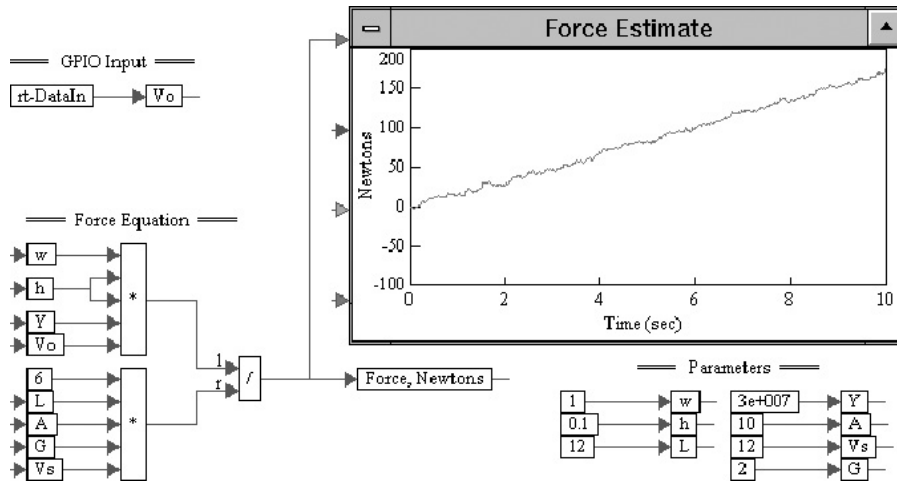 Force Estimate
GPIO Input
rt-DataIn
Vo
200
150
100
50
0
-50
-100
Newtons
0 2 4 6 8 10
Time (sec)
Force Equation
w
h
Y
Vo
*
6
L
A
G
Vs
*
l
r
/
Force, Newtons
Parameters
1 w
0.1 h
12 L
3e+007 Y
10 A
12 Vs
2 G